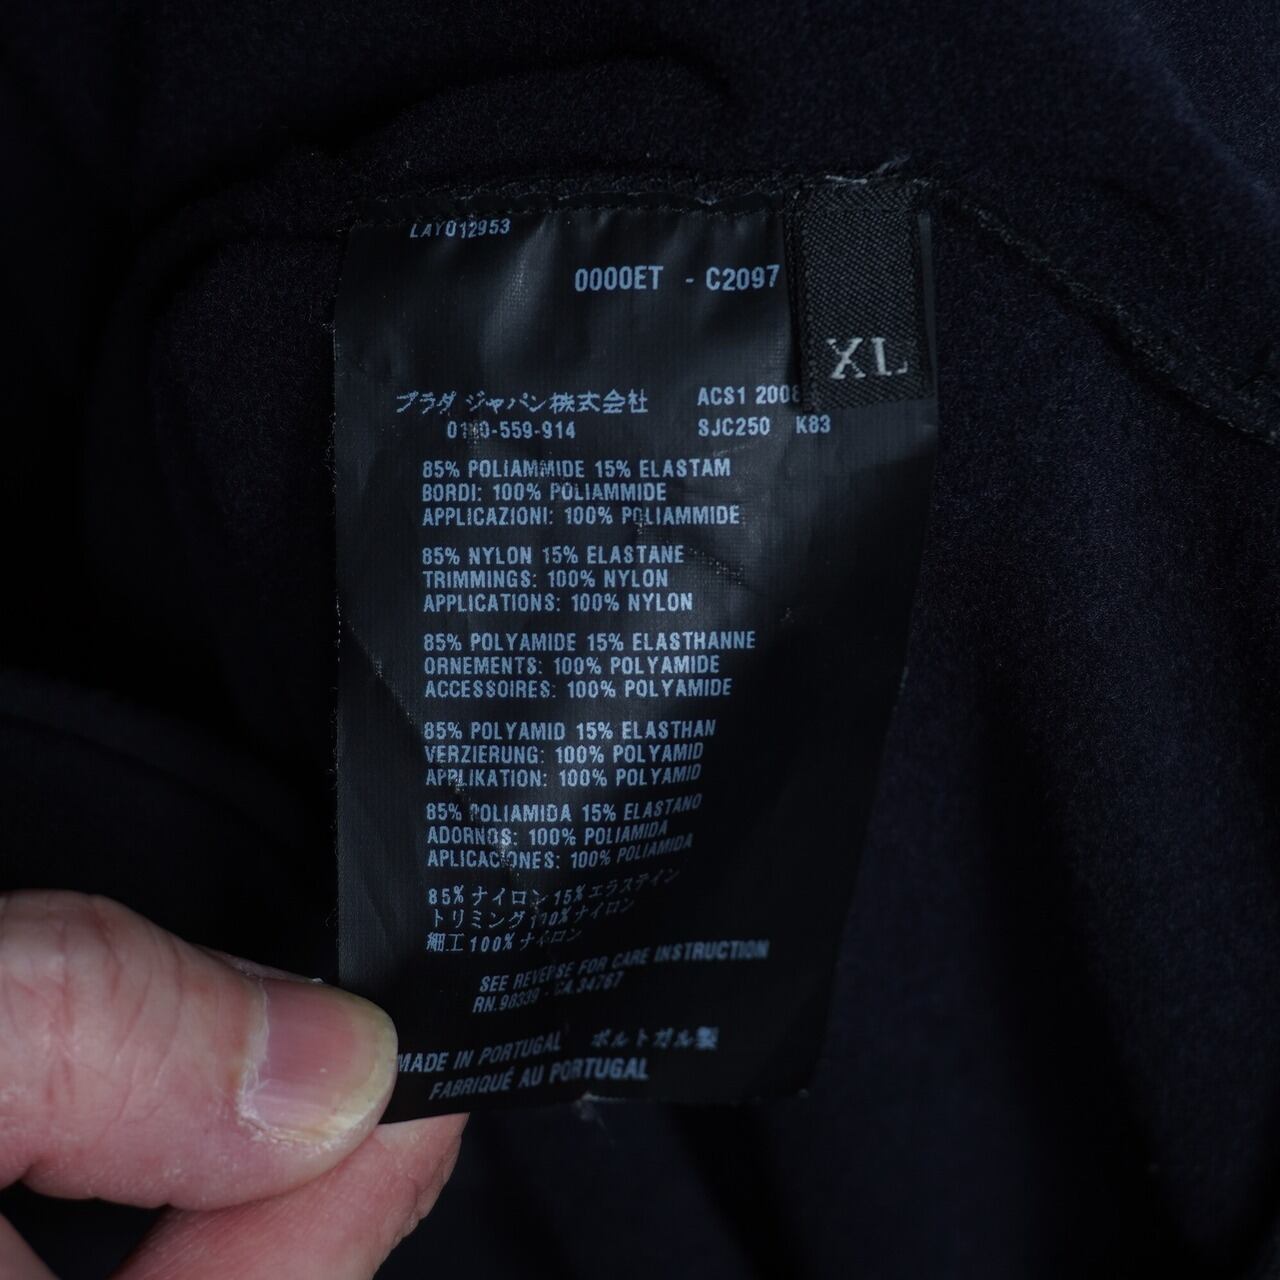 LAY012953
0000ET - C2097
XL
プラダ ジャパン株式会社 ACS1 2008
-559-914 SJC250 K83
85% POLIAMMIDE 15% ELASTAM
BORDI: 100% POLIAMMIDE
APPLICAZIONI: 100% POLIAMMIDE
85% NYLON 15% ELASTANE
TRIMMINGS: 100% NYLON
APPLICATIONS: 100% NYLON
85% POLYAMIDE 15% ELASTHANNE
ORNEMENTS: 100% POLYAMIDE
ACCESSOIRES: 100% POLYAMIDE
85% POLYAMID 15% ELASTHAN
VERZIERUNG: 100% POLYAMID
APPLIKATION: 100% POLYAMID
85% POLIAMIDA 15% ELASTANO
ADORNOS: 100% POLIAMIDA
APLICACIONES: 100% POLIAMIDA
85% ナイロン 15% エラステイン
トリミング 100% ナイロン
細工 100% ナイロン
SEE REVERSE FOR CARE INSTRUCTION
RN.98339 - CA.34767
MADE IN PORTUGAL ポルトガル製
FABRIQUÉ AU PORTUGAL